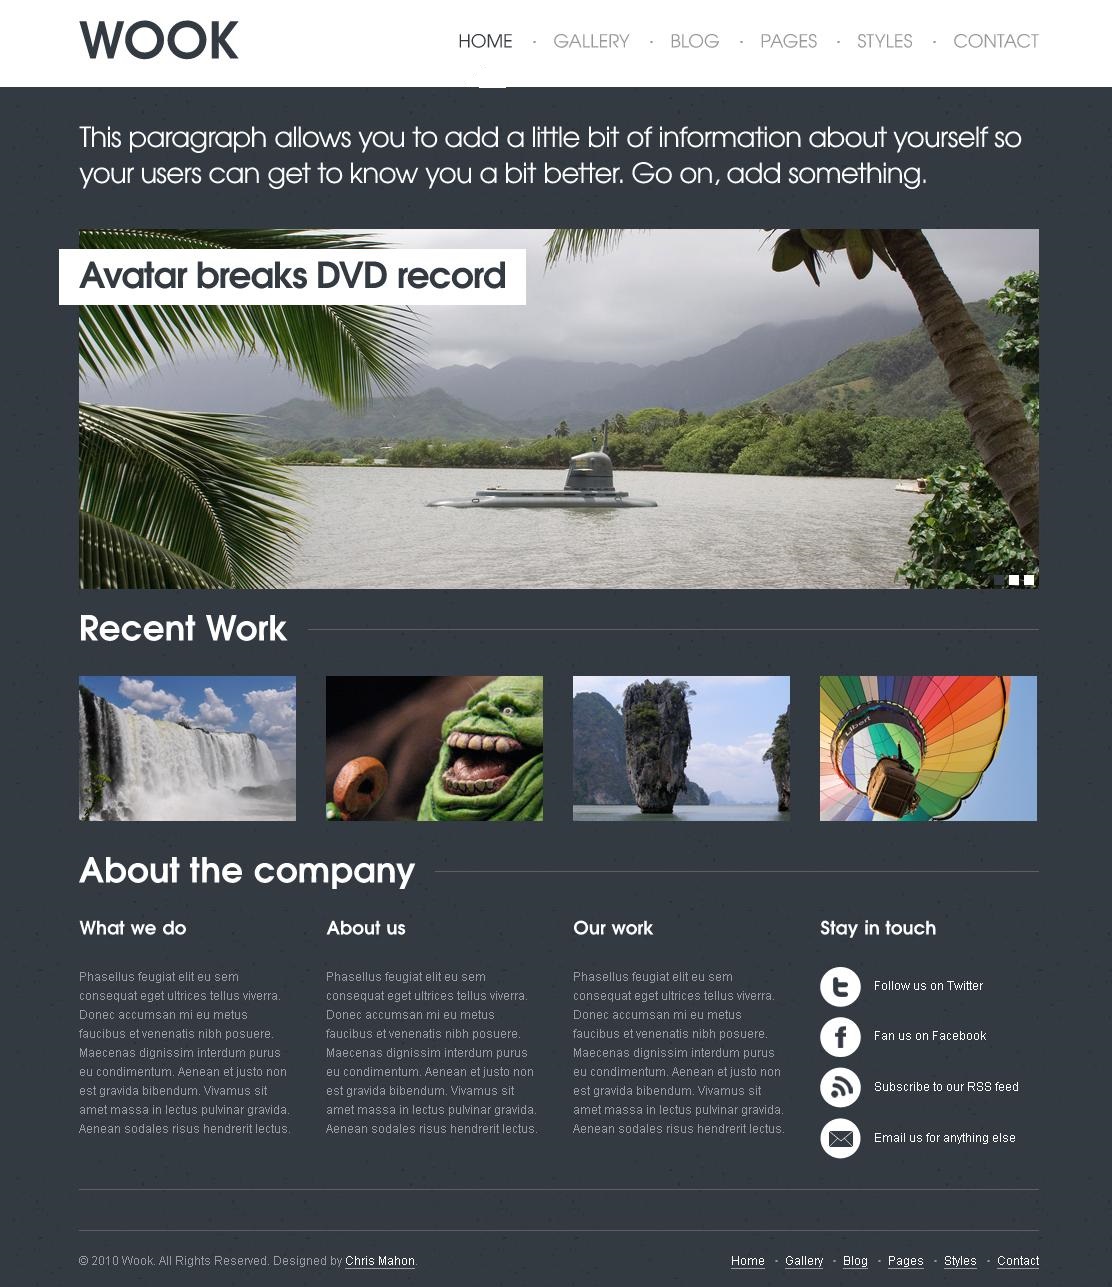 WOOK
HOME · GALLERY · BLOG · PAGES · STYLES · CONTACT
This paragraph allows you to add a little bit of information about yourself so
your users can get to know you a bit better. Go on, add something.
Avatar breaks DVD record
Recent Work
Libert
About the company
What we do
Phasellus feugiat elit eu sem
consequat eget ultrices tellus viverra.
Donec accumsan mi eu metus
faucibus et venenatis nibh posuere.
Maecenas dignissim interdum purus
eu condimentum. Aenean et justo non
est gravida bibendum. Vivamus sit
amet massa in lectus pulvinar gravida.
Aenean sodales risus hendrerit lectus.
About us
Phasellus feugiat elit eu sem
consequat eget ultrices tellus viverra.
Donec accumsan mi eu metus
faucibus et venenatis nibh posuere.
Maecenas dignissim interdum purus
eu condimentum. Aenean et justo non
est gravida bibendum. Vivamus sit
amet massa in lectus pulvinar gravida.
Aenean sodales risus hendrerit lectus.
Our work
Phasellus feugiat elit eu sem
consequat eget ultrices tellus viverra.
Donec accumsan mi eu metus
faucibus et venenatis nibh posuere.
Maecenas dignissim interdum purus
eu condimentum. Aenean et justo non
est gravida bibendum. Vivamus sit
amet massa in lectus pulvinar gravida.
Aenean sodales risus hendrerit lectus.
Stay in touch
Follow us on Twitter
Fan us on Facebook
Subscribe to our RSS feed
Email us for anything else
© 2010 Wook. All Rights Reserved. Designed by Chris Mahon.
Home · Gallery · Blog · Pages · Styles · Contact